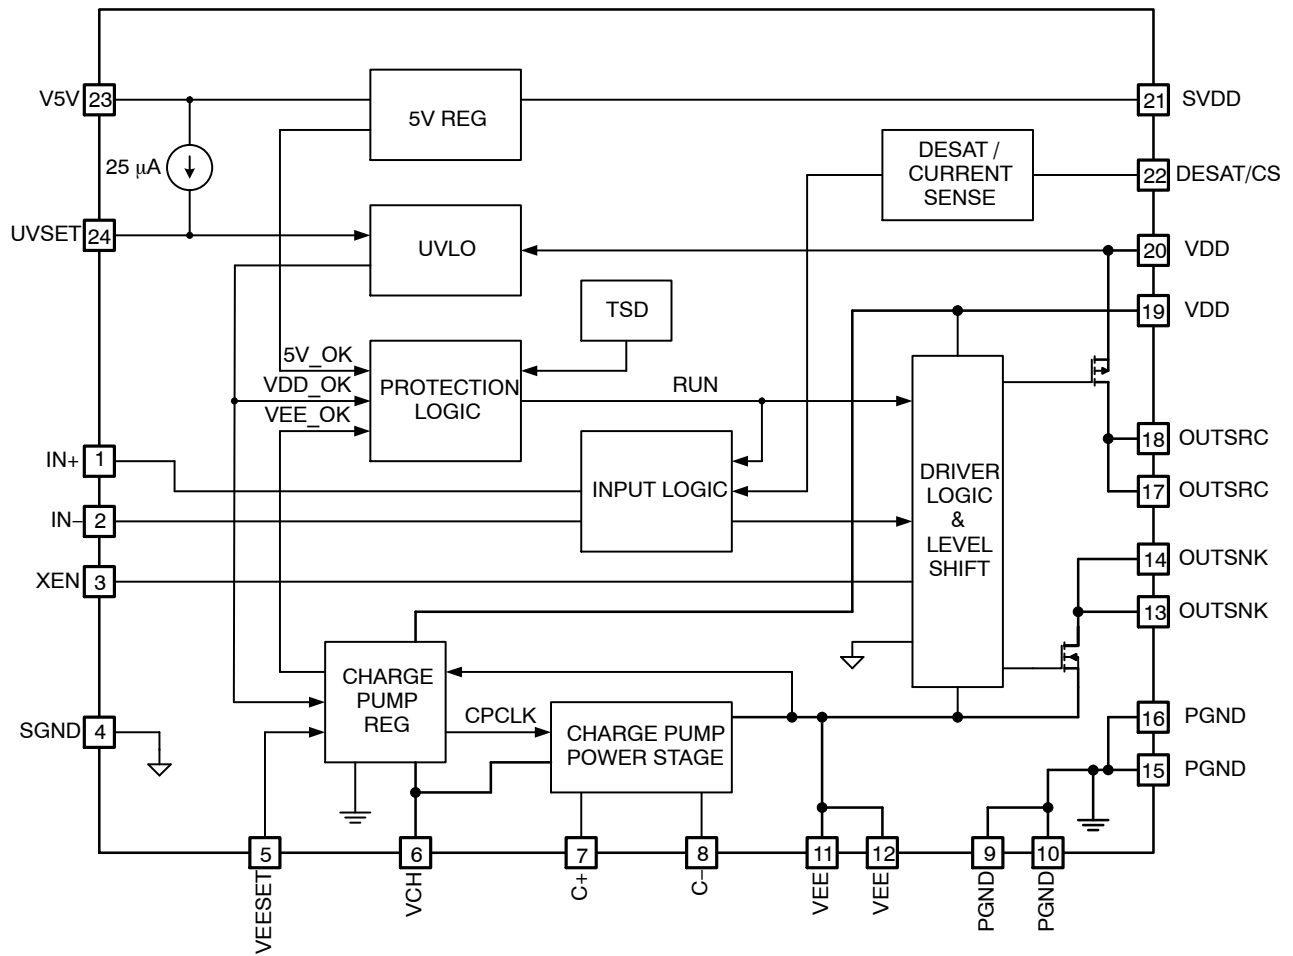 V5V 23
5V REG
21 SVDD
25 μA
DESAT /
CURRENT
SENSE
22 DESAT/CS
UVSET 24
UVLO
20 VDD
TSD
19 VDD
5V_OK
VDD_OK
VEE_OK
PROTECTION
LOGIC
RUN
18 OUTSRC
IN+ 1
INPUT LOGIC
DRIVER
LOGIC
&
LEVEL
SHIFT
17 OUTSRC
IN– 2
14 OUTSNK
XEN 3
13 OUTSNK
CHARGE
PUMP
REG
CPCLK
CHARGE PUMP
POWER STAGE
SGND 4
16 PGND
15 PGND
5 VEESET
6 VCH
7 C+
8 C–
11 VEE
12 VEE
9 PGND
10 PGND